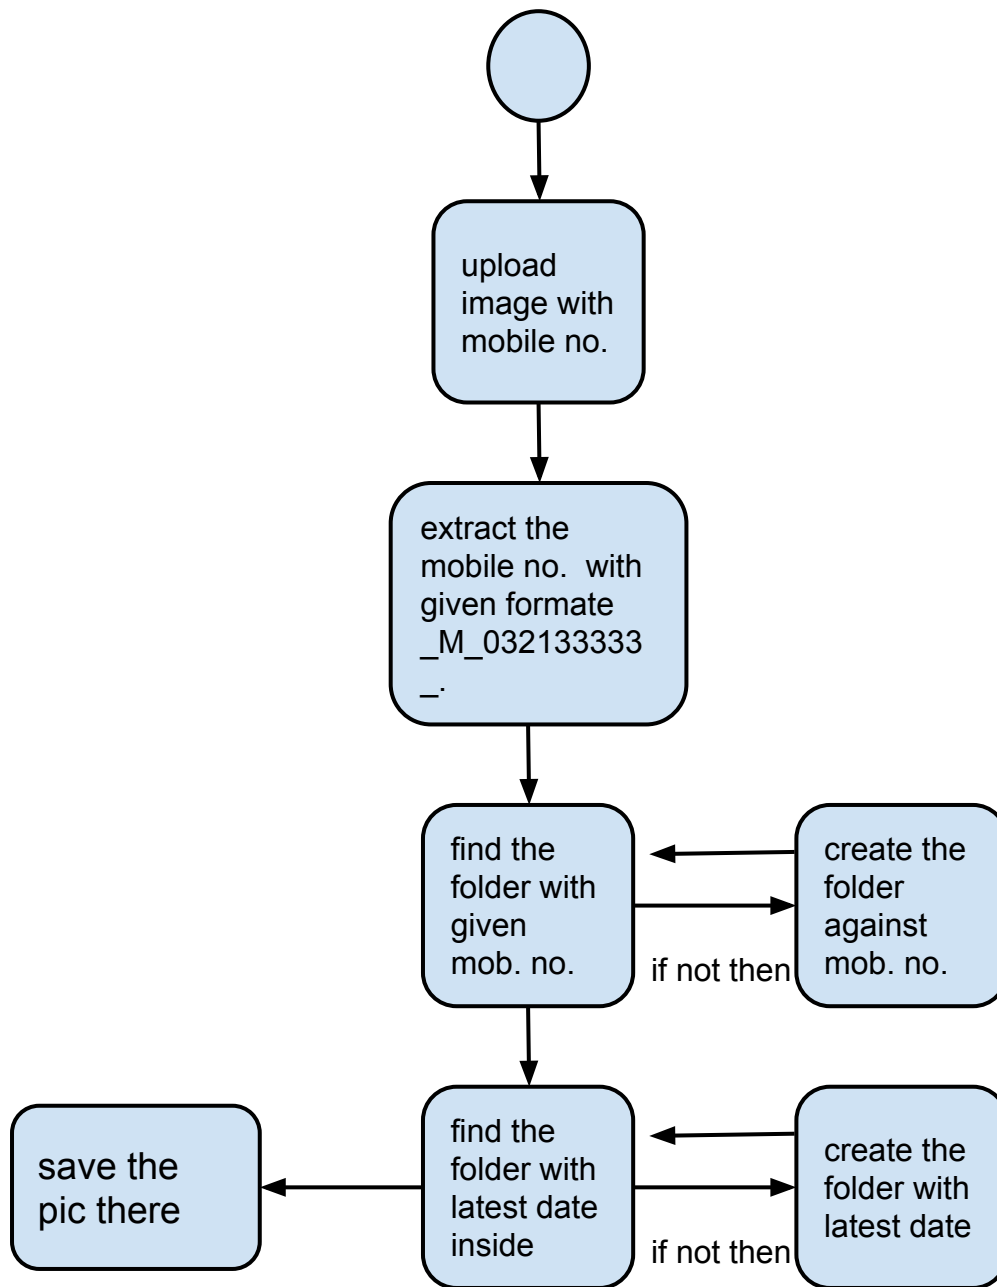 upload
image with
mobile no.
extract the
mobile no.  with
given formate
_M_032133333
_.
find the
folder with
given
mob. no.
if not then
create the
folder
against
mob. no.
find the
folder with
latest date
inside
if not then
create the
folder with
latest date
save the
pic there